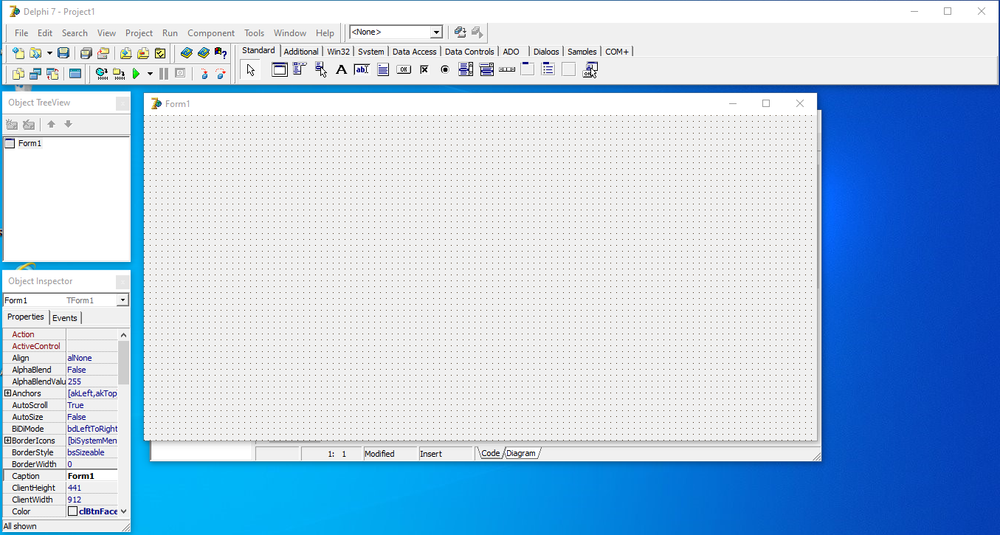 Delphi 7 - Project1
File Edit Search View Project Run Component Tools Window Help <None>
Standard Additional Win32 System Data Access Data Controls ADO Dialogs Samples COM+
Object TreeView
Form1
Form1
Object Inspector
Form1 TForm1
Properties Events
Action
ActiveControl
Align alNone
AlphaBlend False
AlphaBlendValu 255
Anchors [akLeft,akTop
AutoScroll True
AutoSize False
BiDiMode bdLeftToRight
BorderIcons [biSystemMen
BorderStyle bsSizeable
BorderWidth 0
Caption Form1
ClientHeight 441
ClientWidth 912
Color clBtnFace
All shown
1: 1 Modified Insert Code Diagram